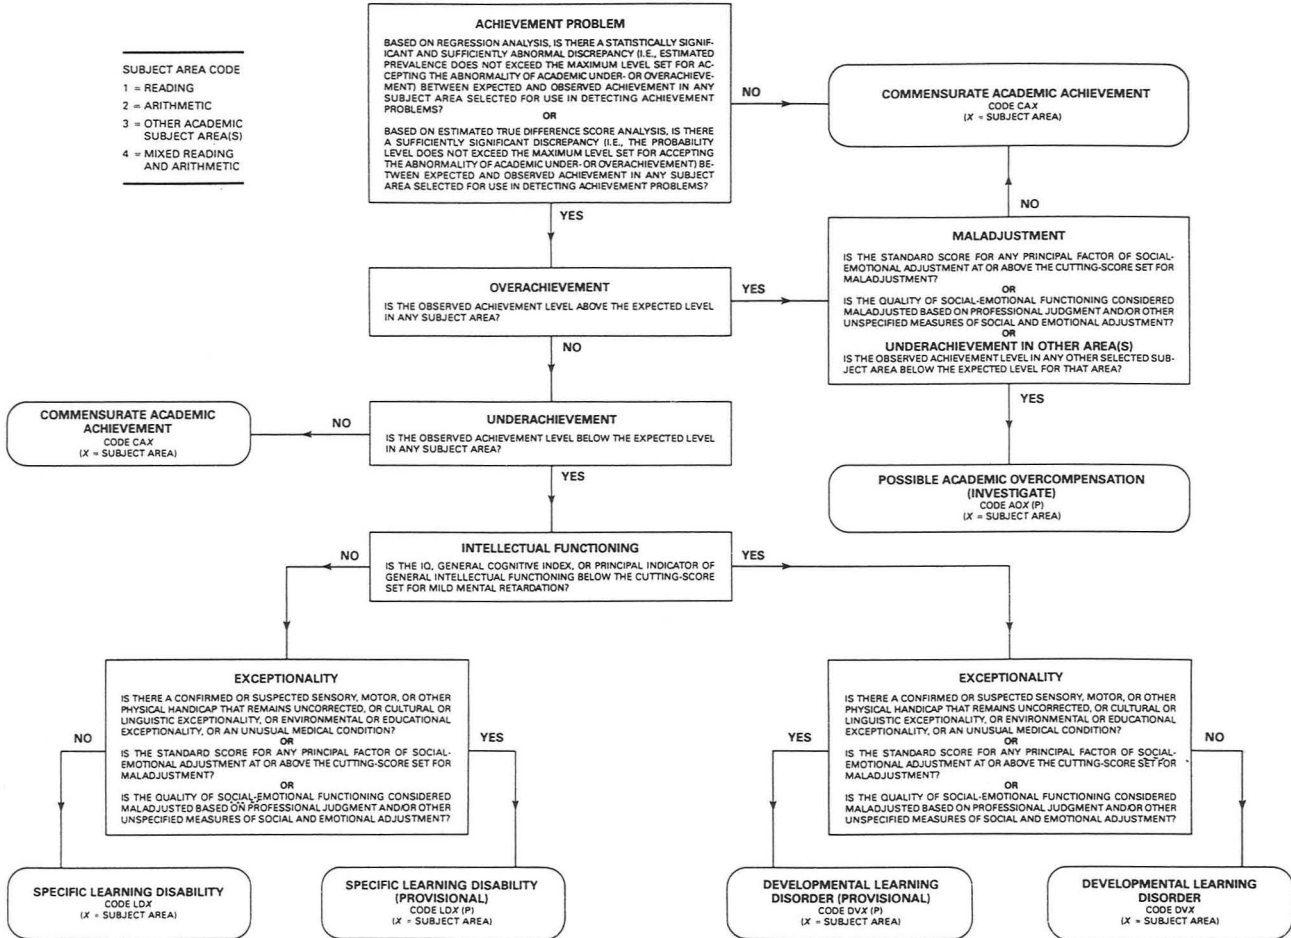 SUBJECT AREA CODE
1 = READING
2 = ARITHMETIC
3 = OTHER ACADEMIC
SUBJECT AREA(S)
4 = MIXED READING
AND ARITHMETIC
ACHIEVEMENT PROBLEM
BASED ON REGRESSION ANALYSIS, IS THERE A STATISTICALLY SIGNIF-
ICANT AND SUFFICIENTLY ABNORMAL DISCREPANCY (I.E., ESTIMATED
PREVALENCE DOES NOT EXCEED THE MAXIMUM LEVEL SET FOR AC-
CEPTING THE ABNORMALITY OF ACADEMIC UNDER- OR OVERACHIEVE-
MENT) BETWEEN EXPECTED AND OBSERVED ACHIEVEMENT IN ANY
SUBJECT AREA SELECTED FOR USE IN DETECTING ACHIEVEMENT
PROBLEMS?
OR
BASED ON ESTIMATED TRUE DIFFERENCE SCORE ANALYSIS, IS THERE
A SUFFICIENTLY SIGNIFICANT DISCREPANCY (I.E., THE PROBABILITY
LEVEL DOES NOT EXCEED THE MAXIMUM LEVEL SET FOR ACCEPTING
THE ABNORMALITY OF ACADEMIC UNDER- OR OVERACHIEVEMENT) BE-
TWEEN EXPECTED AND OBSERVED ACHIEVEMENT IN ANY SUBJECT
AREA SELECTED FOR USE IN DETECTING ACHIEVEMENT PROBLEMS?
NO
COMMENSURATE ACADEMIC ACHIEVEMENT
CODE CAX
(X = SUBJECT AREA)
YES
NO
MALADJUSTMENT
IS THE STANDARD SCORE FOR ANY PRINCIPAL FACTOR OF SOCIAL-
EMOTIONAL ADJUSTMENT AT OR ABOVE THE CUTTING-SCORE SET FOR
MALADJUSTMENT?
OR
IS THE QUALITY OF SOCIAL-EMOTIONAL FUNCTIONING CONSIDERED
MALADJUSTED BASED ON PROFESSIONAL JUDGMENT AND/OR OTHER
UNSPECIFIED MEASURES OF SOCIAL AND EMOTIONAL ADJUSTMENT?
OR
UNDERACHIEVEMENT IN OTHER AREA(S)
IS THE OBSERVED ACHIEVEMENT LEVEL IN ANY OTHER SELECTED SUB-
JECT AREA BELOW THE EXPECTED LEVEL FOR THAT AREA?
OVERACHIEVEMENT
IS THE OBSERVED ACHIEVEMENT LEVEL ABOVE THE EXPECTED LEVEL
IN ANY SUBJECT AREA?
YES
NO
YES
COMMENSURATE ACADEMIC
ACHIEVEMENT
CODE CAX
(X = SUBJECT AREA)
NO
UNDERACHIEVEMENT
IS THE OBSERVED ACHIEVEMENT LEVEL BELOW THE EXPECTED LEVEL
IN ANY SUBJECT AREA?
YES
POSSIBLE ACADEMIC OVERCOMPENSATION
(INVESTIGATE)
CODE AOX (P)
(X = SUBJECT AREA)
NO
INTELLECTUAL FUNCTIONING
IS THE IQ, GENERAL COGNITIVE INDEX, OR PRINCIPAL INDICATOR OF
GENERAL INTELLECTUAL FUNCTIONING BELOW THE CUTTING-SCORE
SET FOR MILD MENTAL RETARDATION?
YES
EXCEPTIONALITY
IS THERE A CONFIRMED OR SUSPECTED SENSORY, MOTOR, OR OTHER
PHYSICAL HANDICAP THAT REMAINS UNCORRECTED, OR CULTURAL OR
LINGUISTIC EXCEPTIONALITY, OR ENVIRONMENTAL OR EDUCATIONAL
EXCEPTIONALITY, OR AN UNUSUAL MEDICAL CONDITION?
OR
IS THE STANDARD SCORE FOR ANY PRINCIPAL FACTOR OF SOCIAL-
EMOTIONAL ADJUSTMENT AT OR ABOVE THE CUTTING-SCORE SET FOR
MALADJUSTMENT?
OR
IS THE QUALITY OF SOCIAL-EMOTIONAL FUNCTIONING CONSIDERED
MALADJUSTED BASED ON PROFESSIONAL JUDGMENT AND/OR OTHER
UNSPECIFIED MEASURES OF SOCIAL AND EMOTIONAL ADJUSTMENT?
NO
YES
EXCEPTIONALITY
IS THERE A CONFIRMED OR SUSPECTED SENSORY, MOTOR, OR OTHER
PHYSICAL HANDICAP THAT REMAINS UNCORRECTED, OR CULTURAL OR
LINGUISTIC EXCEPTIONALITY, OR ENVIRONMENTAL OR EDUCATIONAL
EXCEPTIONALITY, OR AN UNUSUAL MEDICAL CONDITION?
OR
IS THE STANDARD SCORE FOR ANY PRINCIPAL FACTOR OF SOCIAL-
EMOTIONAL ADJUSTMENT AT OR ABOVE THE CUTTING-SCORE SET FOR
MALADJUSTMENT?
OR
IS THE QUALITY OF SOCIAL-EMOTIONAL FUNCTIONING CONSIDERED
MALADJUSTED BASED ON PROFESSIONAL JUDGMENT AND/OR OTHER
UNSPECIFIED MEASURES OF SOCIAL AND EMOTIONAL ADJUSTMENT?
YES
NO
SPECIFIC LEARNING DISABILITY
CODE LDX
(X = SUBJECT AREA)
SPECIFIC LEARNING DISABILITY
(PROVISIONAL)
CODE LDX (P)
(X = SUBJECT AREA)
DEVELOPMENTAL LEARNING
DISORDER (PROVISIONAL)
CODE DVX (P)
(X = SUBJECT AREA)
DEVELOPMENTAL LEARNING
DISORDER
CODE DVX
(X = SUBJECT AREA)